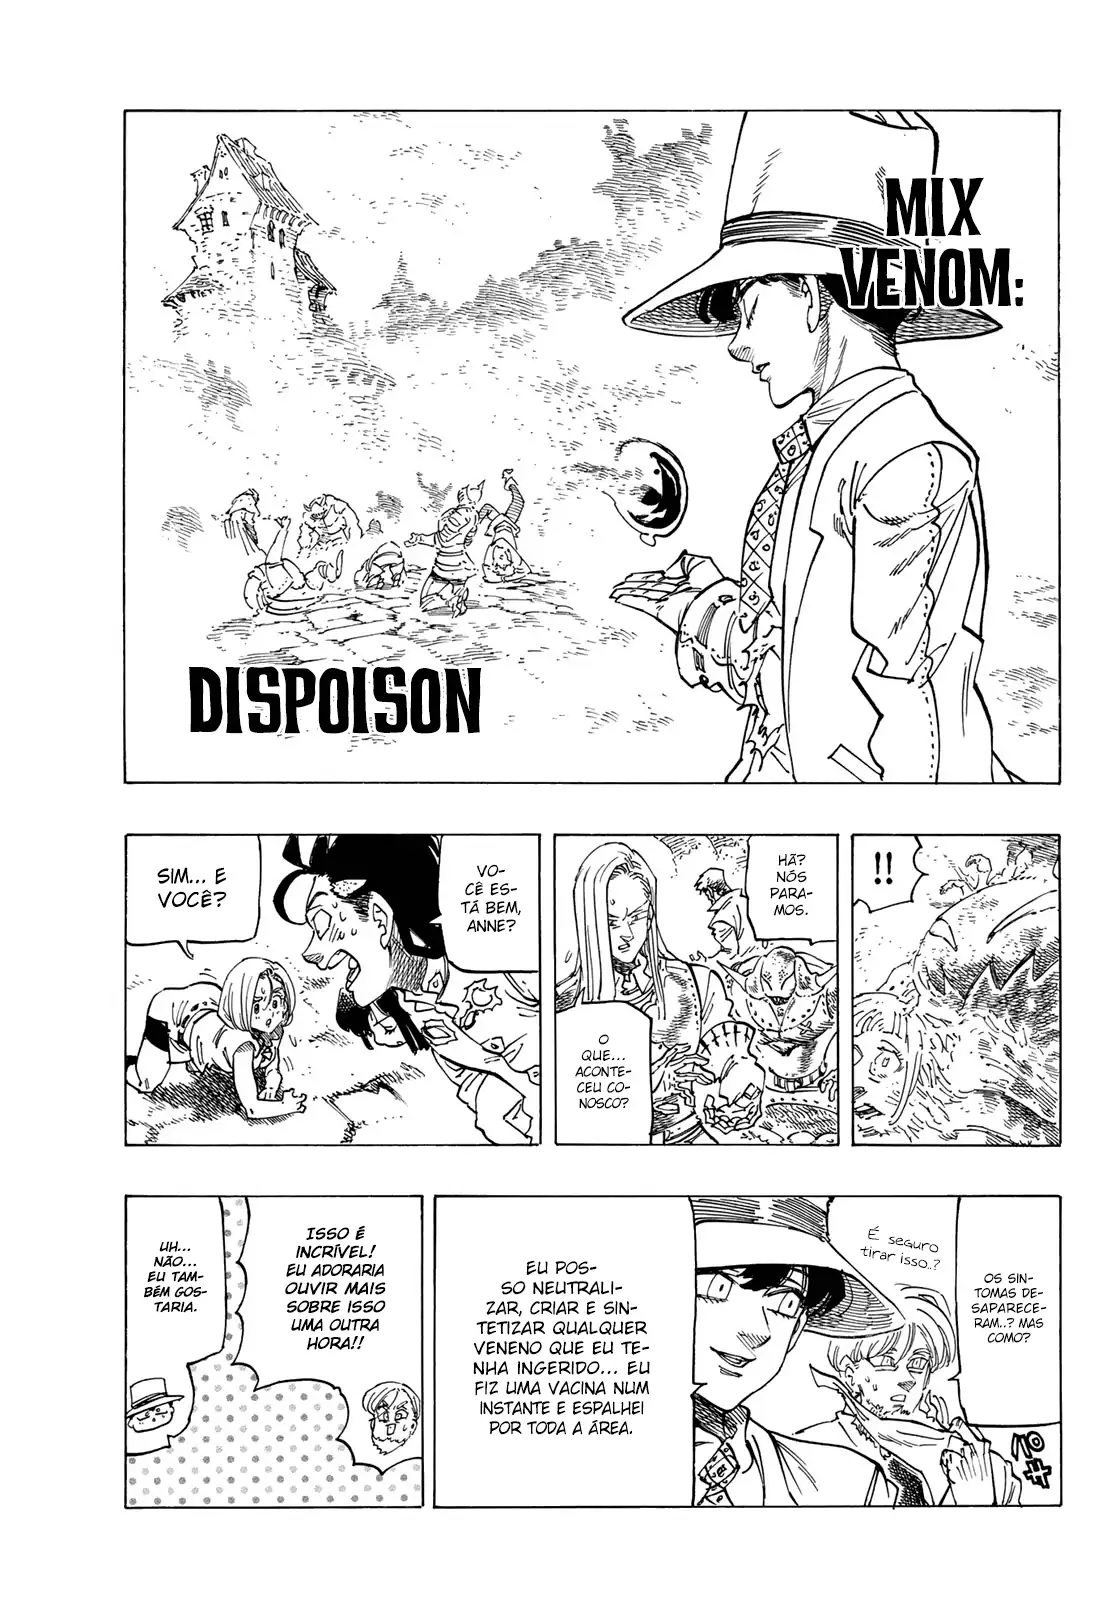 MIX
VENOM:
DISPOISON
!!
HÃ?
NÓS
PARA-
MOS.
O
QUE...
ACONTE-
CEU CO-
NOSCO?
VO-
CÊ ES-
TÁ BEM,
ANNE?
SIM... E
VOCÊ?
OS SIN-
TOMAS DE-
SAPARECE-
RAM..? MAS
COMO?
É seguro
tirar isso..?
EU POS-
SO NEUTRALI-
ZAR, CRIAR E SIN-
TETIZAR QUALQUER
VENENO QUE EU TE-
NHA INGERIDO... EU
FIZ UMA VACINA NUM
INSTANTE E ESPALHEI
POR TODA A ÁREA.
ISSO É
INCRÍVEL!
EU ADORARIA
OUVIR MAIS
SOBRE ISSO
UMA OUTRA
HORA!!
UH...
NÃO...
EU TAM-
BÉM GOS-
TARIA.